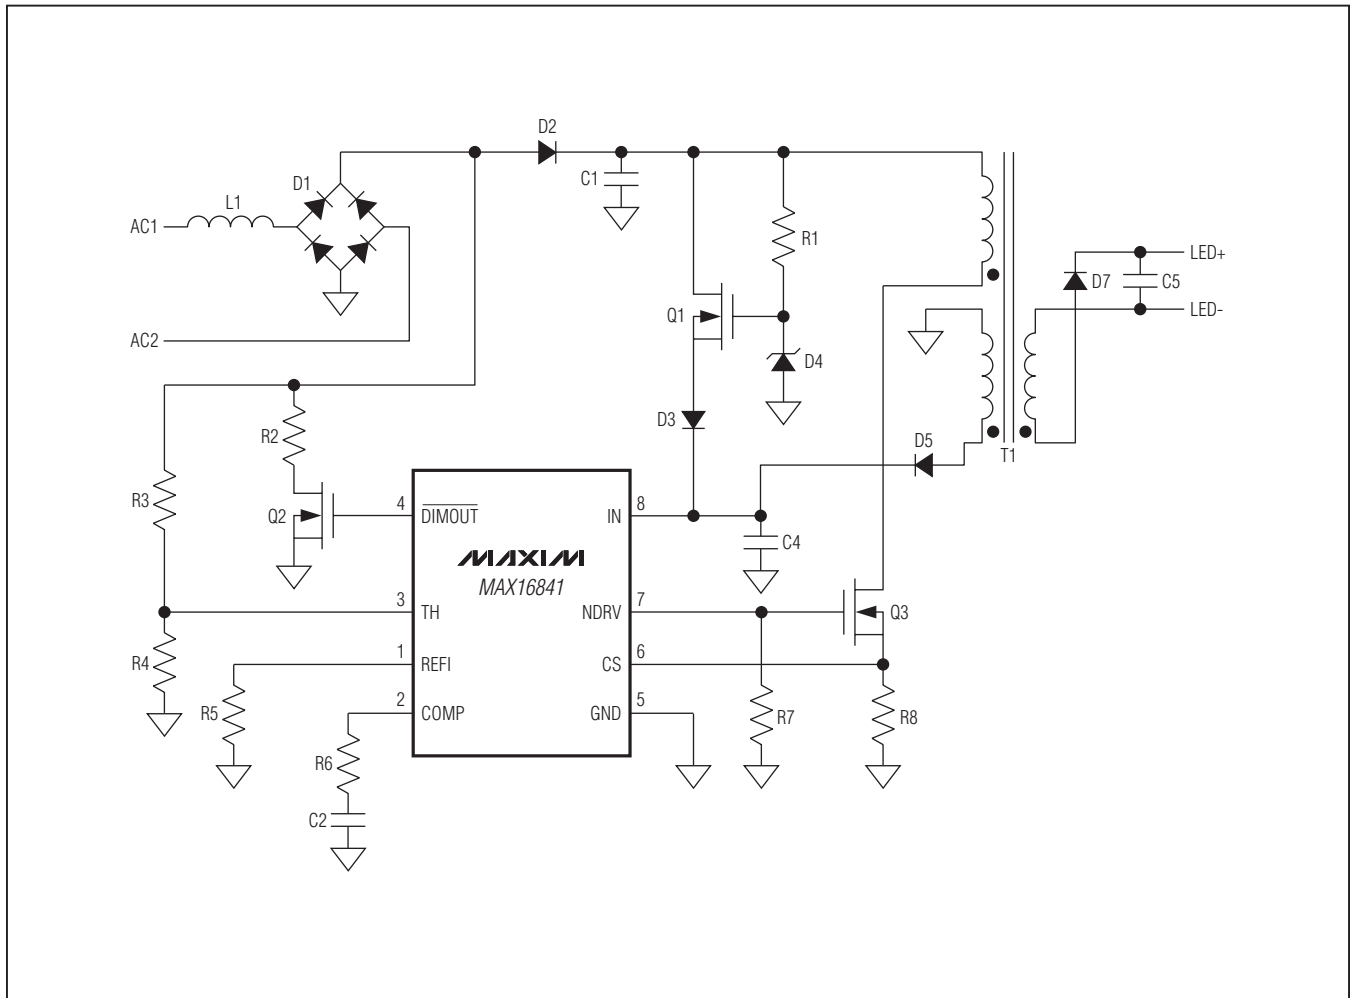 D2
D1
C1
L1
AC1
R1
LED+
D7
C5
Q1
LED-
AC2
D4
D3
R2
D5
T1
R3
4
8
Q2
DIMOUT
IN
C4
MAXIM
MAX16841
3
7
TH
NDRV
Q3
1
6
R4
REFI
CS
2
5
R5
COMP
GND
R7
R8
R6
C2